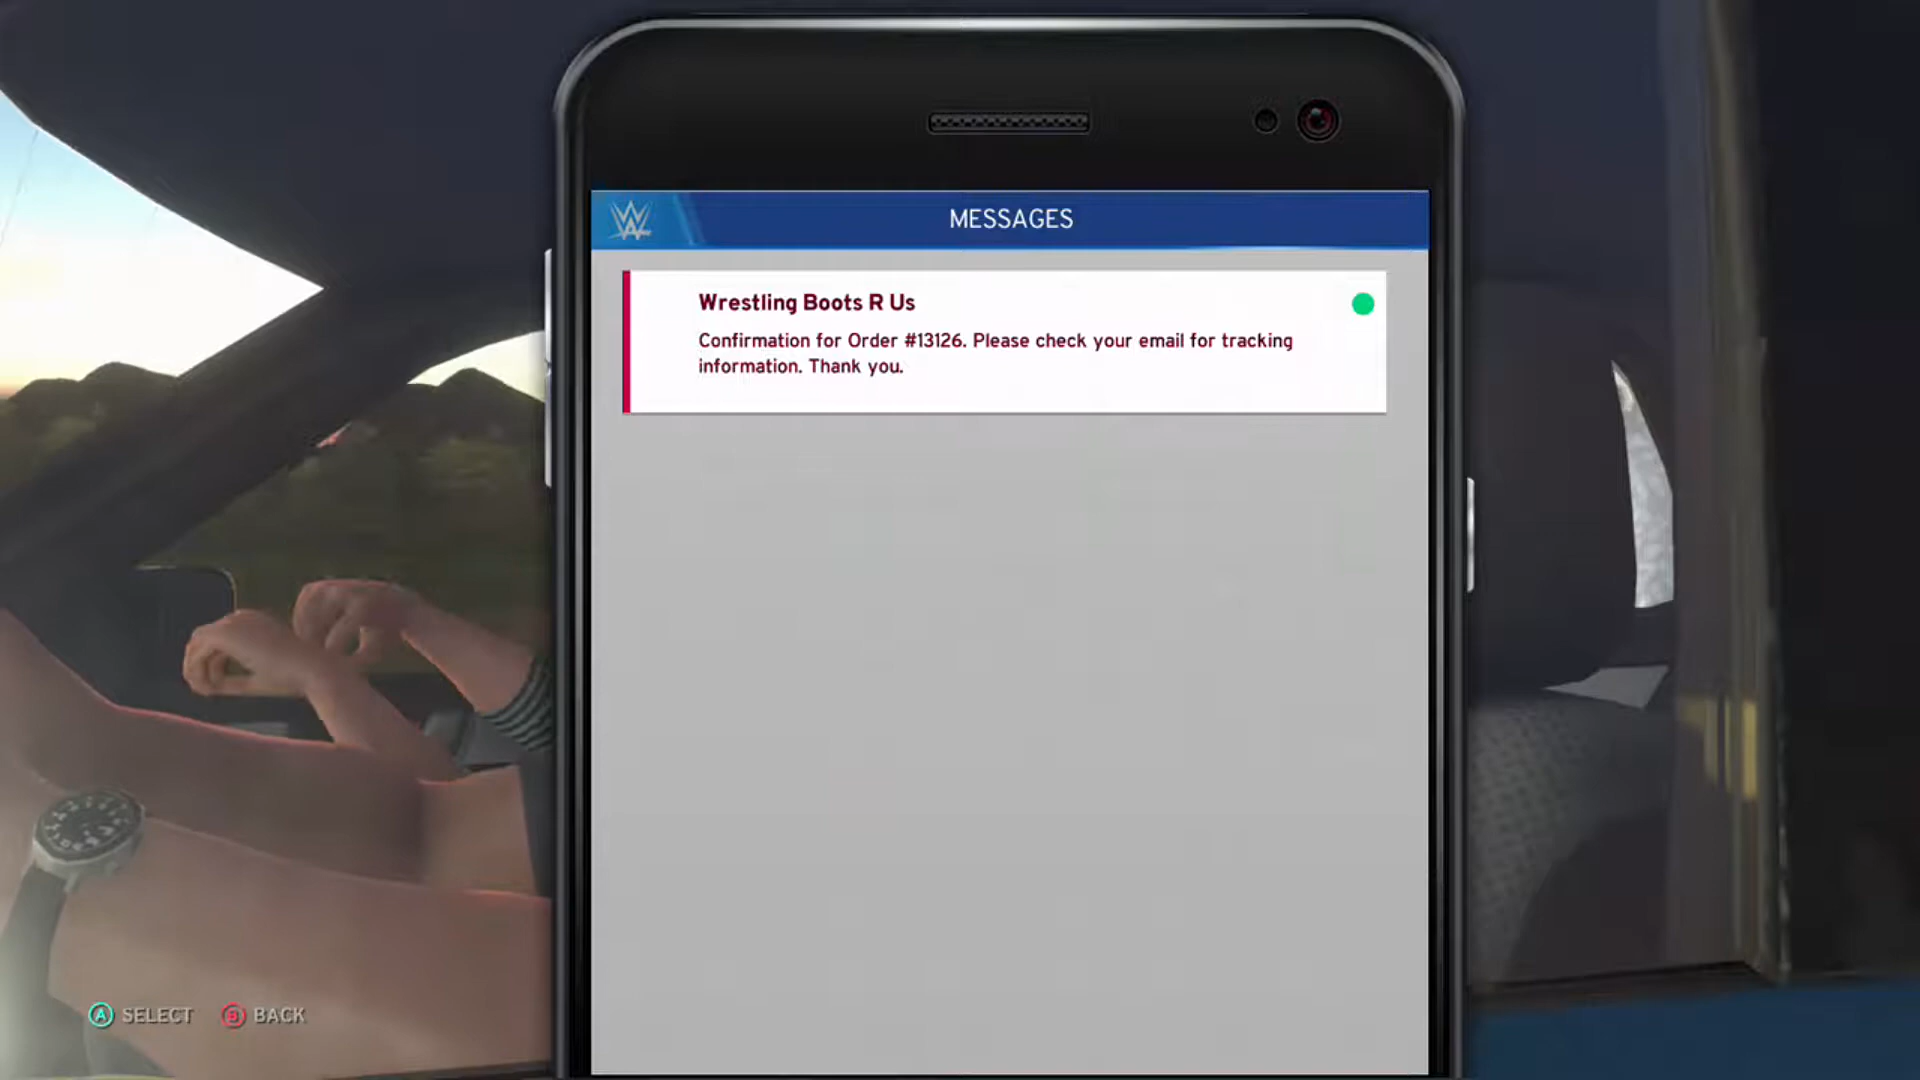 MESSAGES
Wrestling Boots R Us
Confirmation for Order #13126. Please check your email for tracking
information. Thank you.
A SELECT B BACK